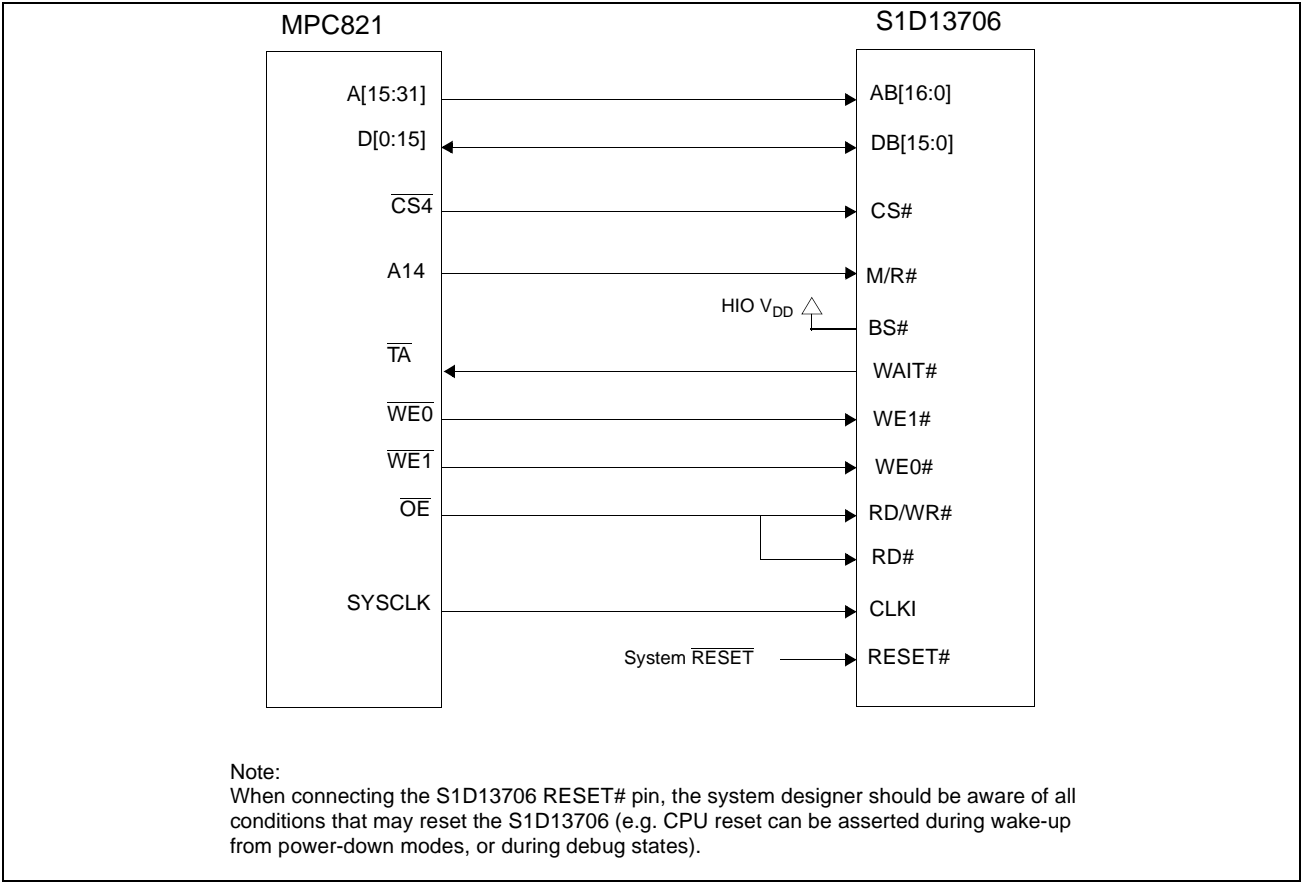 MPC821 S1D13706
A[15:31] AB[16:0]
D[0:15] DB[15:0]
CS4 CS#
A14 M/R#
HIO VDD BS#
TA WAIT#
WE0 WE1#
WE1 WE0#
OE RD/WR#
RD#
SYSCLK CLKI
System RESET RESET#
Note:
When connecting the S1D13706 RESET# pin, the system designer should be aware of all
conditions that may reset the S1D13706 (e.g. CPU reset can be asserted during wake-up
from power-down modes, or during debug states).